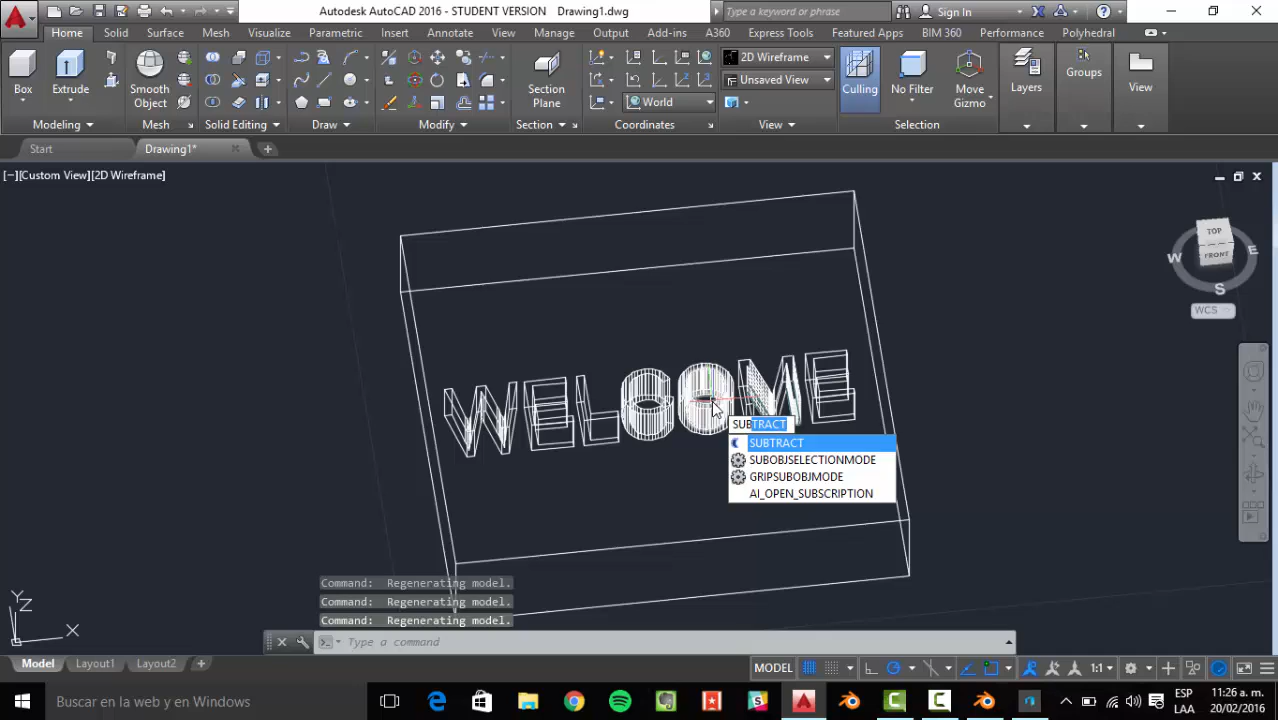 Autodesk AutoCAD 2016 - STUDENT VERSION Drawing1.dwg
Type a keyword or phrase
Sign In
Home Solid Surface Mesh Visualize Parametric Insert Annotate View Manage Output Add-ins A360 Express Tools Featured Apps BIM 360 Performance Polyhedral
Box
Extrude
Smooth
Object
Section
Plane
2D Wireframe
Unsaved View
World
Culling
No Filter
Move
Gizmo
Layers
Groups
View
Modeling
Mesh
Solid Editing
Draw
Modify
Section
Coordinates
View
Selection
Start
Drawing1*
[−][Custom View][2D Wireframe]
TOP
FRONT
W
E
S
WCS
WELCOME
SUBTRACT
SUBTRACT
SUBOBJSELECTIONMODE
GRIPSUBOBJMODE
AI_OPEN_SUBSCRIPTION
Command: Regenerating model.
Command: Regenerating model.
Command: Regenerating model.
Y
Z
X
Type a command
Model Layout1 Layout2
MODEL
1:1
Buscar en la web y en Windows
ESP
LAA
11:26 a. m.
20/02/2016